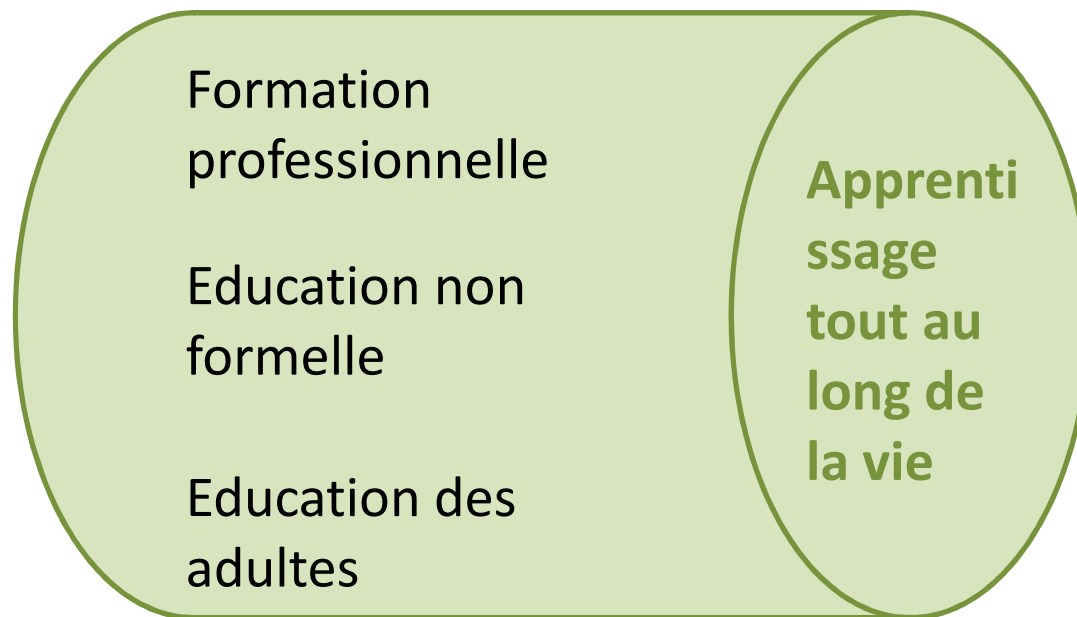 Formation
professionnelle
Education non
formelle
Education des
adultes
Apprenti
ssage
tout au
long de
la vie